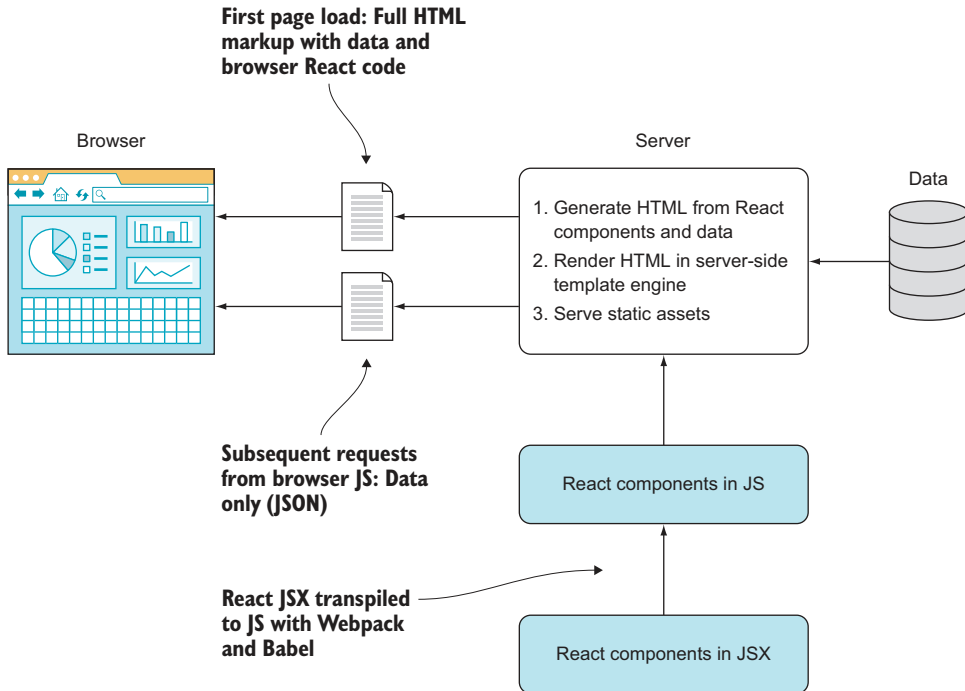 First page load: Full HTML
markup with data and
browser React code
Browser
Server
Data
1. Generate HTML from React
components and data
2. Render HTML in server-side
template engine
3. Serve static assets
Subsequent requests
from browser JS: Data
only (JSON)
React components in JS
React JSX transpiled
to JS with Webpack
and Babel
React components in JSX